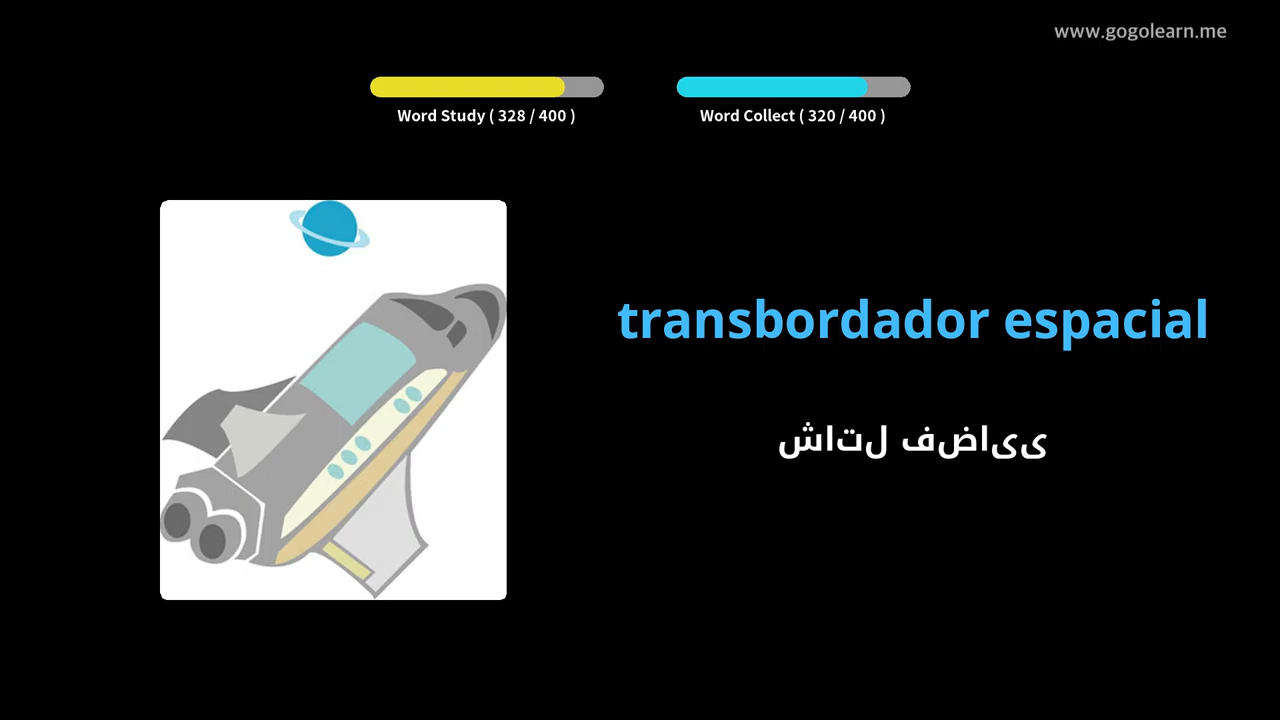 www.gogolearn.me
Word Study ( 328 / 400 )
Word Collect ( 320 / 400 )
transbordador espacial
شاتل فضایی